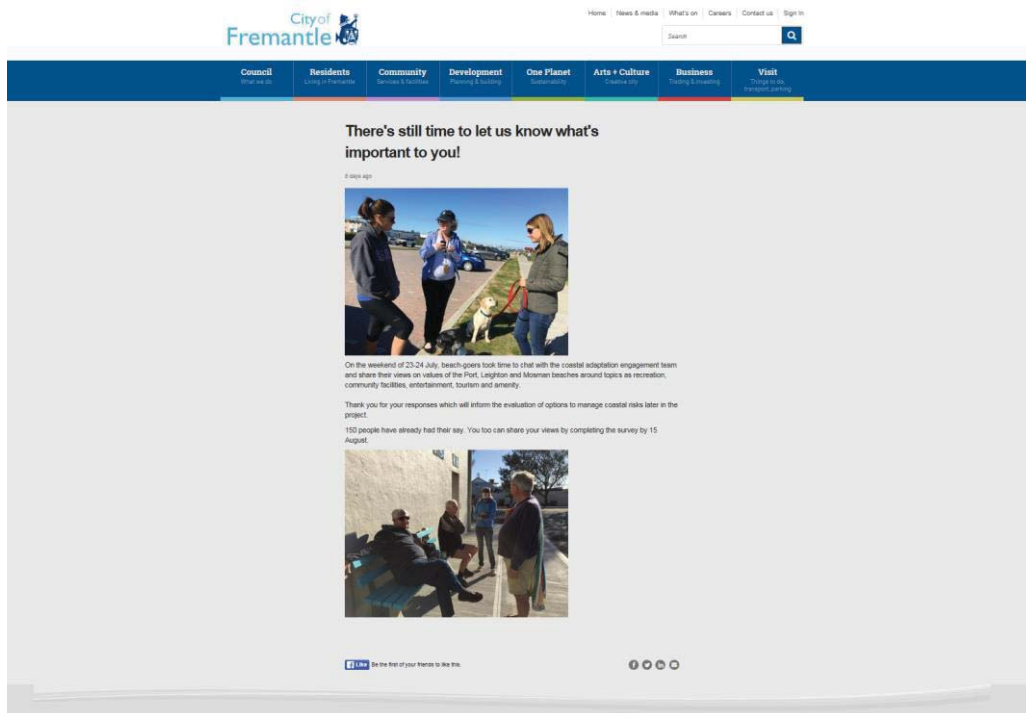 City of
Fremantle
Home News & media What's on Careers Contact us Sign In
Search
Council Residents Community Development One Planet Arts + Culture Business Visit
What we do Living in Fremantle Services & facilities Planning & building Sustainability Creative city Trading & investing Things to do,
transport, parking
There's still time to let us know what's
important to you!
days ago
On the weekend of 23-24 July, beach-goers took time to chat with the coastal adaptation engagement team
and share their views on values of the Port, Leighton and Mosman beaches around topics as recreation,
community facilities, entertainment, tourism and amenity.
Thank you for your responses which will inform the evaluation of options to manage coastal risks later in the
project.
150 people have already had their say. You too can share your views by completing the survey by 15
August.
Like Be the first of your friends to like this.